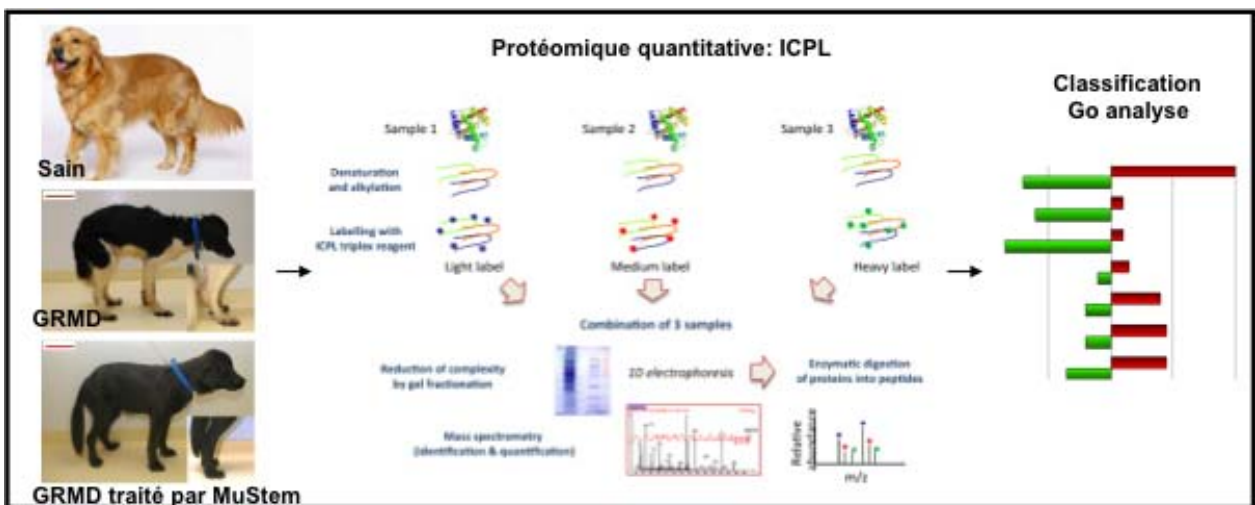 Protéomique quantitative: ICPL
Sain
GRMD
GRMD traité par MuStem
Sample 1
Sample 2
Sample 3
Denaturation
and alkylation
Labelling with
ICPL triplex reagent
Light label
Medium label
Heavy label
Combination of 3 samples
Reduction of complexity
by gel fractionation
1D electrophoresis
Enzymatic digestion
of proteins into peptides
Mass spectrometry
(identification & quantification)
Relative
abundance
m/z
Classification
Go analyse